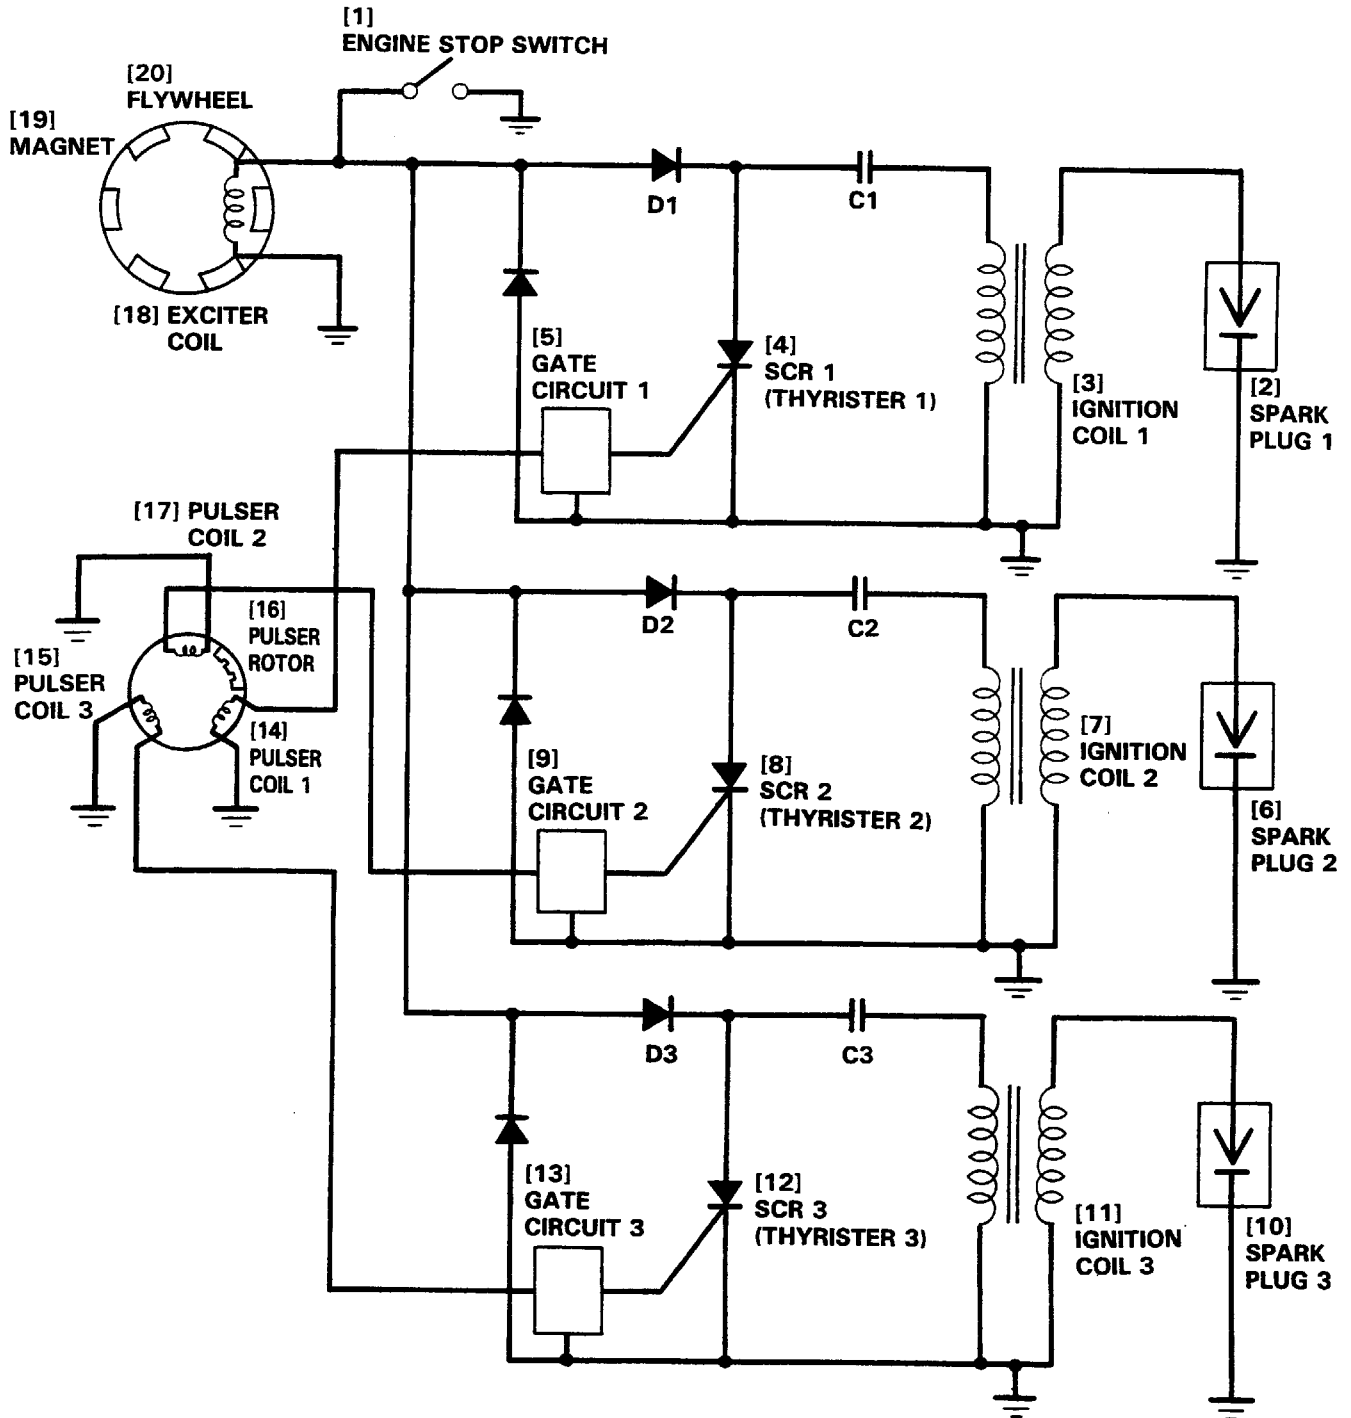 [1]
ENGINE STOP SWITCH
[20]
FLYWHEEL
[19]
MAGNET
D1
C1
[18] EXCITER
COIL
[5]
GATE
CIRCUIT 1
[4]
SCR 1
(THYRISTER 1)
[3]
IGNITION
COIL 1
[2]
SPARK
PLUG 1
[17] PULSER
COIL 2
[16]
PULSER
ROTOR
D2
C2
[15]
PULSER
COIL 3
[14]
PULSER
COIL 1
[9]
GATE
CIRCUIT 2
[8]
SCR 2
(THYRISTER 2)
[7]
IGNITION
COIL 2
[6]
SPARK
PLUG 2
D3
C3
[13]
GATE
CIRCUIT 3
[12]
SCR 3
(THYRISTER 3)
[11]
IGNITION
COIL 3
[10]
SPARK
PLUG 3